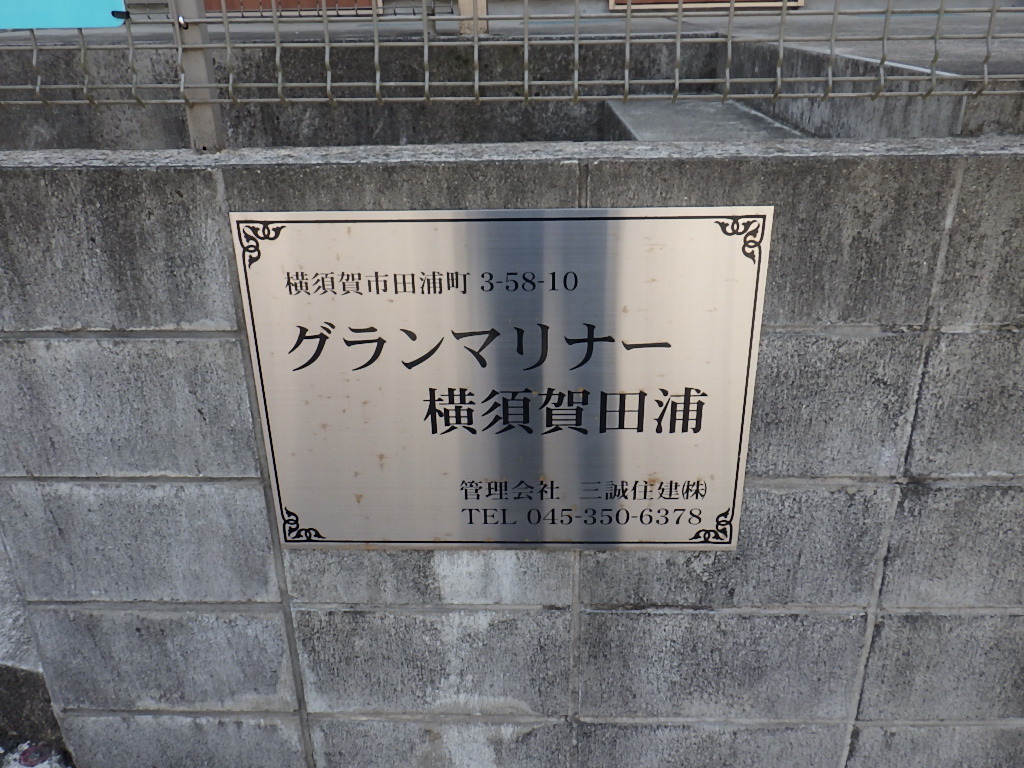 横須賀市田浦町 3-58-10
グランマリナー
横須賀田浦
管理会社　三誠住建㈱
TEL 045-350-6378